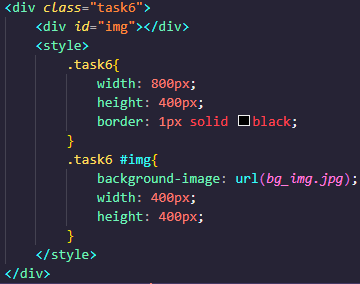 <div class="task6">
    <div id="img"></div>
    <style>
        .task6{
            width: 800px;
            height: 400px;
            border: 1px solid black;
        }
        .task6 #img{
            background-image: url(bg_img.jpg);
            width: 400px;
            height: 400px;
        }
    </style>
</div>